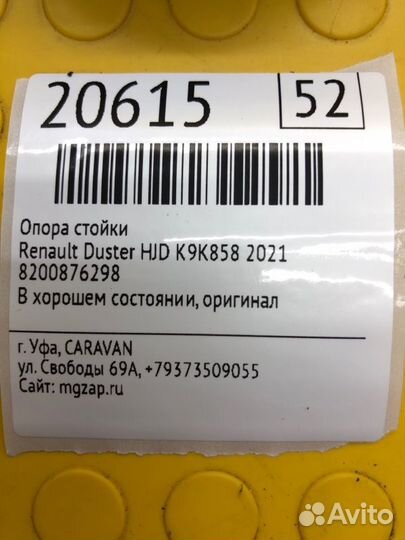 20615
52
Опора стойки
Renault Duster HJD K9K858 2021
8200876298
В хорошем состоянии, оригинал
г. Уфа, CARAVAN
ул. Свободы 69А, +79373509055
Сайт: mgzap.ru
Avito